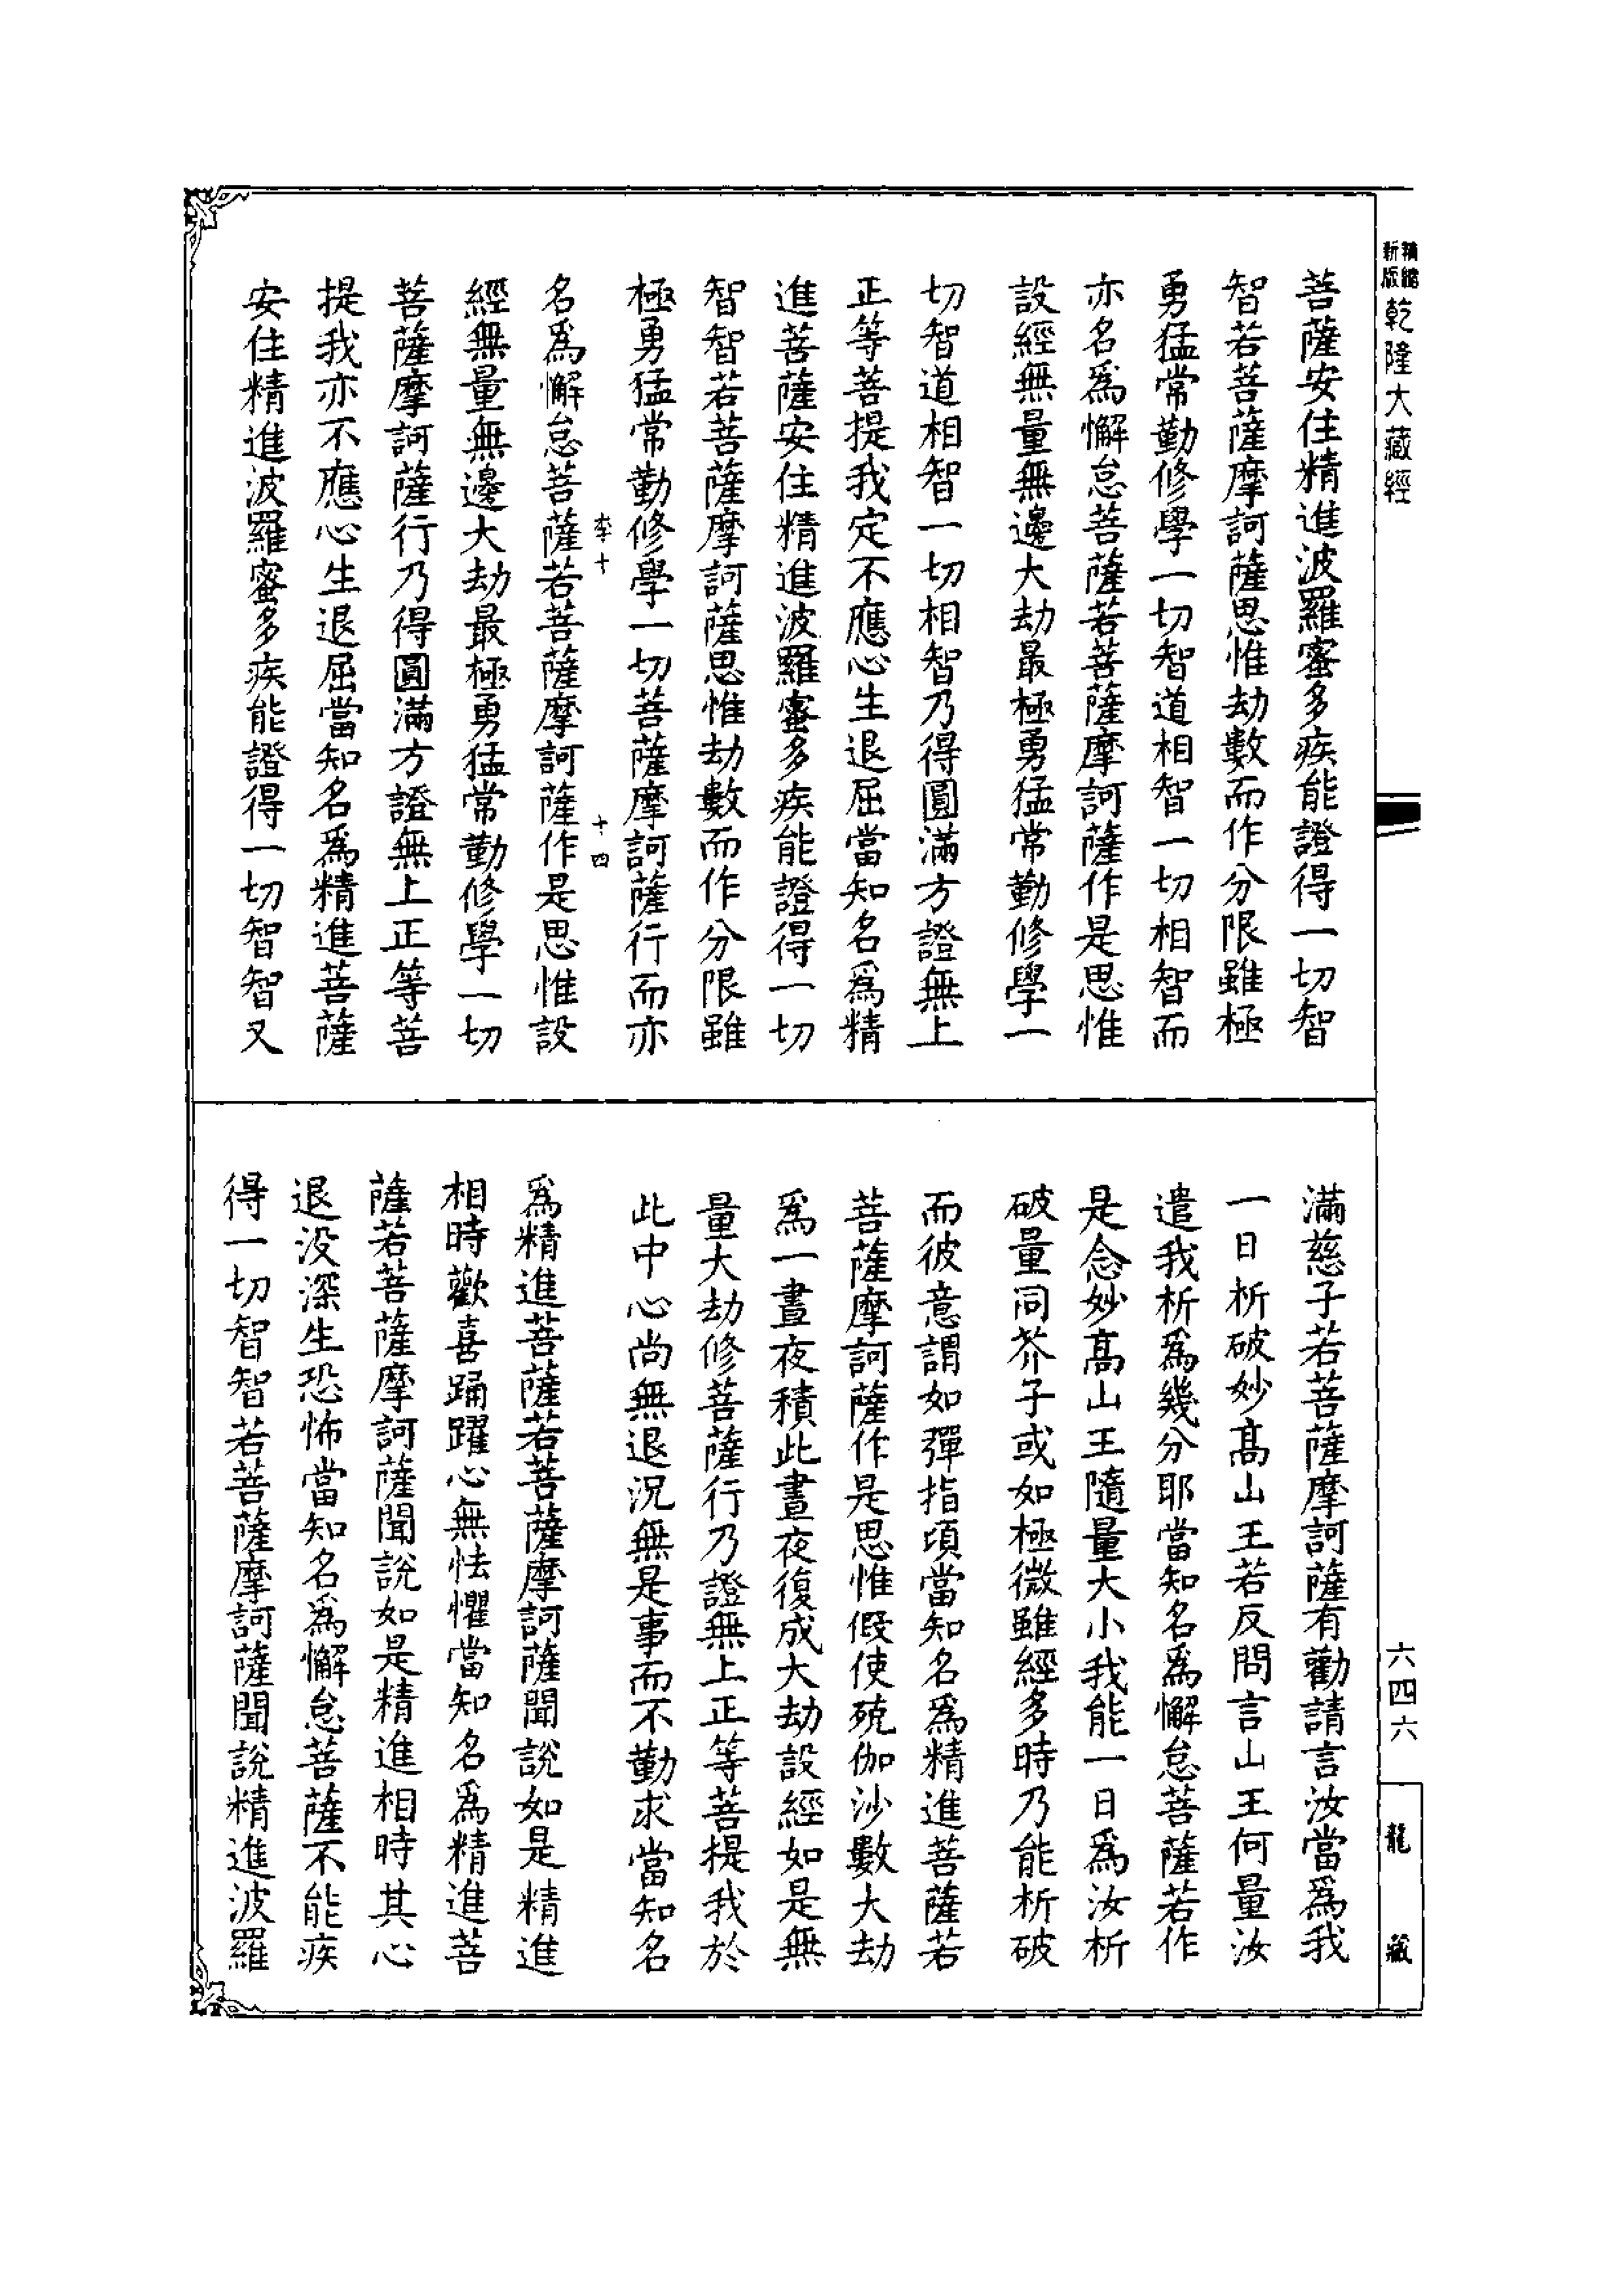 精縮新版乾隆大藏經
菩薩安住精進波羅蜜多疾能證得一切智
智若菩薩摩訶薩思惟劫數而作分限雖極
勇猛常勤修學一切智道相智一切相智而
亦名爲懈怠菩薩若菩薩摩訶薩作是思惟
設經無量無邊大劫最極勇猛常勤修學一
切智道相智一切相智乃得圓滿方證無上
正等菩提我定不應心生退屈當知名爲精
進菩薩安住精進波羅蜜多疾能證得一切
智智若菩薩摩訶薩思惟劫數而作分限雖
極勇猛常勤修學一切菩薩摩訶薩行而亦
李十 十四
名爲懈怠菩薩若菩薩摩訶薩作是思惟設
經無量無邊大劫最極勇猛常勤修學一切
菩薩摩訶薩行乃得圓滿方證無上正等菩
提我亦不應心生退屈當知名爲精進菩薩
安住精進波羅蜜多疾能證得一切智智又
滿慈子若菩薩摩訶薩有勸請言汝當爲我
一日析破妙高山王若反問言山王何量汝
遣我析爲幾分耶當知名爲懈怠菩薩若作
是念妙高山王隨量大小我能一日爲汝析
破量同芥子或如極微雖經多時乃能析破
而彼意謂如彈指頃當知名爲精進菩薩若
菩薩摩訶薩作是思惟假使殑伽沙數大劫
爲一晝夜積此晝夜復成大劫設經如是無
量大劫修菩薩行乃證無上正等菩提我於
此中心尚無退況無是事而不勤求當知名
爲精進菩薩若菩薩摩訶薩聞說如是精進
相時歡喜踊躍心無怯懼當知名爲精進菩
薩若菩薩摩訶薩聞說如是精進相時其心
退没深生恐怖當知名爲懈怠菩薩不能疾
得一切智智若菩薩摩訶薩聞說精進波羅
六四六
龍藏